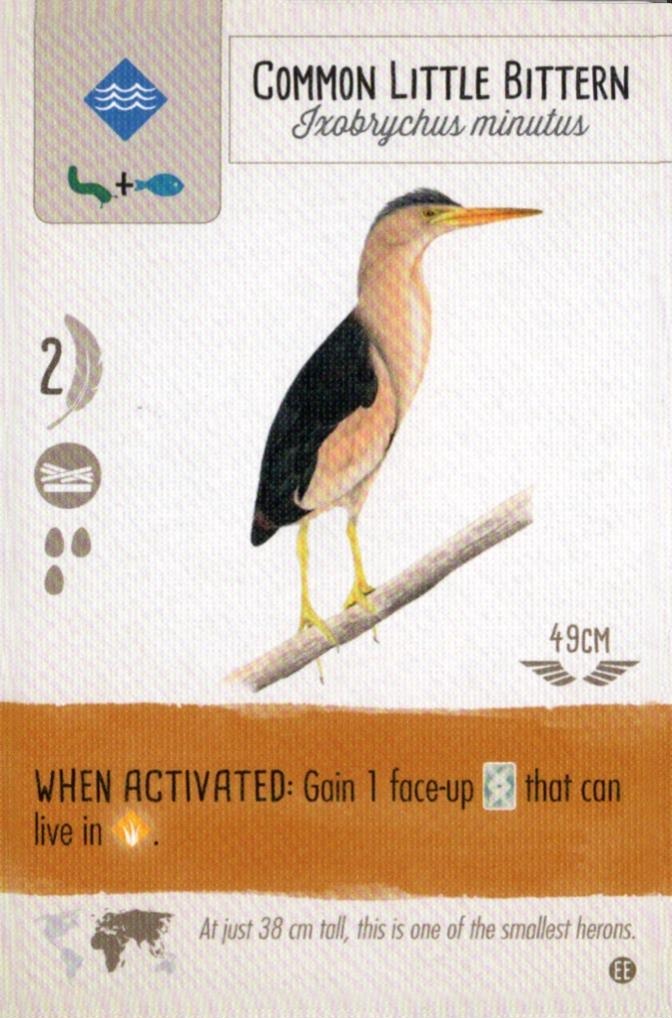 COMMON LITTLE BITTERN
Ixobrychus minutus
+
2
49CM
WHEN ACTIVATED: Gain 1 face-up that can
live in .
At just 38 cm tall, this is one of the smallest herons.
EE